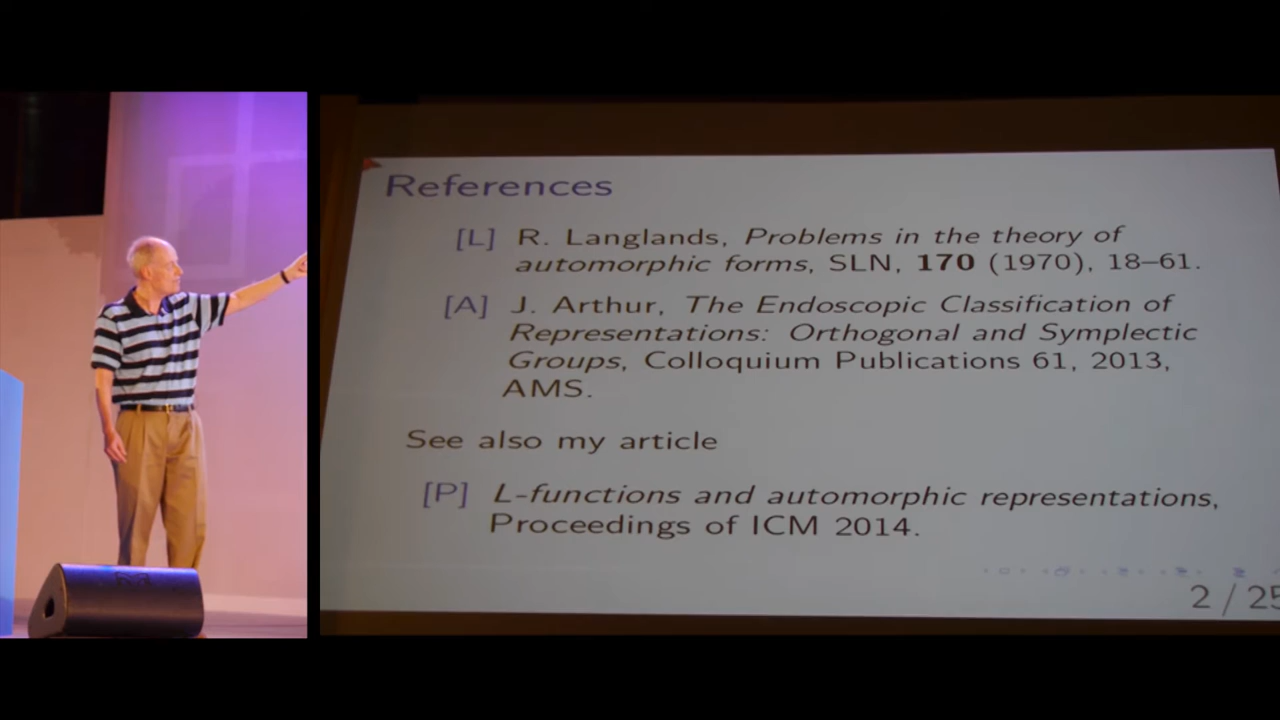 References
[L] R. Langlands, Problems in the theory of
automorphic forms, SLN, 170 (1970), 18–61.
[A] J. Arthur, The Endoscopic Classification of
Representations: Orthogonal and Symplectic
Groups, Colloquium Publications 61, 2013,
AMS.
See also my article
[P] L-functions and automorphic representations,
Proceedings of ICM 2014.
2 / 25